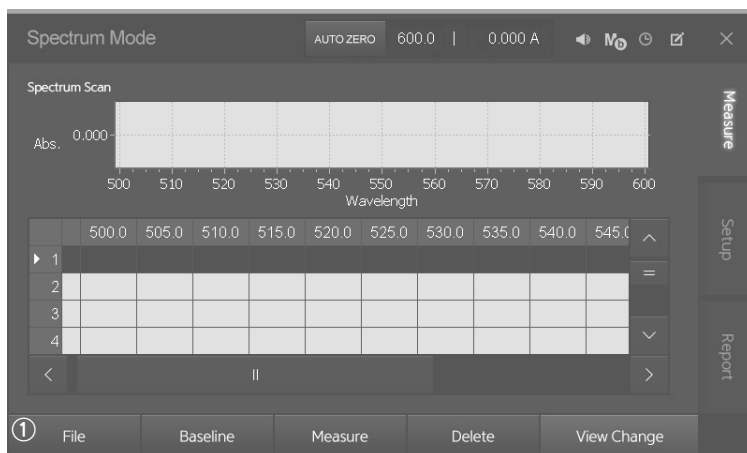 Spectrum Mode AUTO ZERO 600.0 | 0.000 A Mb
Spectrum Scan
Measure
Abs. 0.000
500 510 520 530 540 550 560 570 580 590 600
Wavelength
500.0 505.0 510.0 515.0 520.0 525.0 530.0 535.0 540.0 545.0
Setup
1
2
3
4
Report
① File Baseline Measure Delete View Change